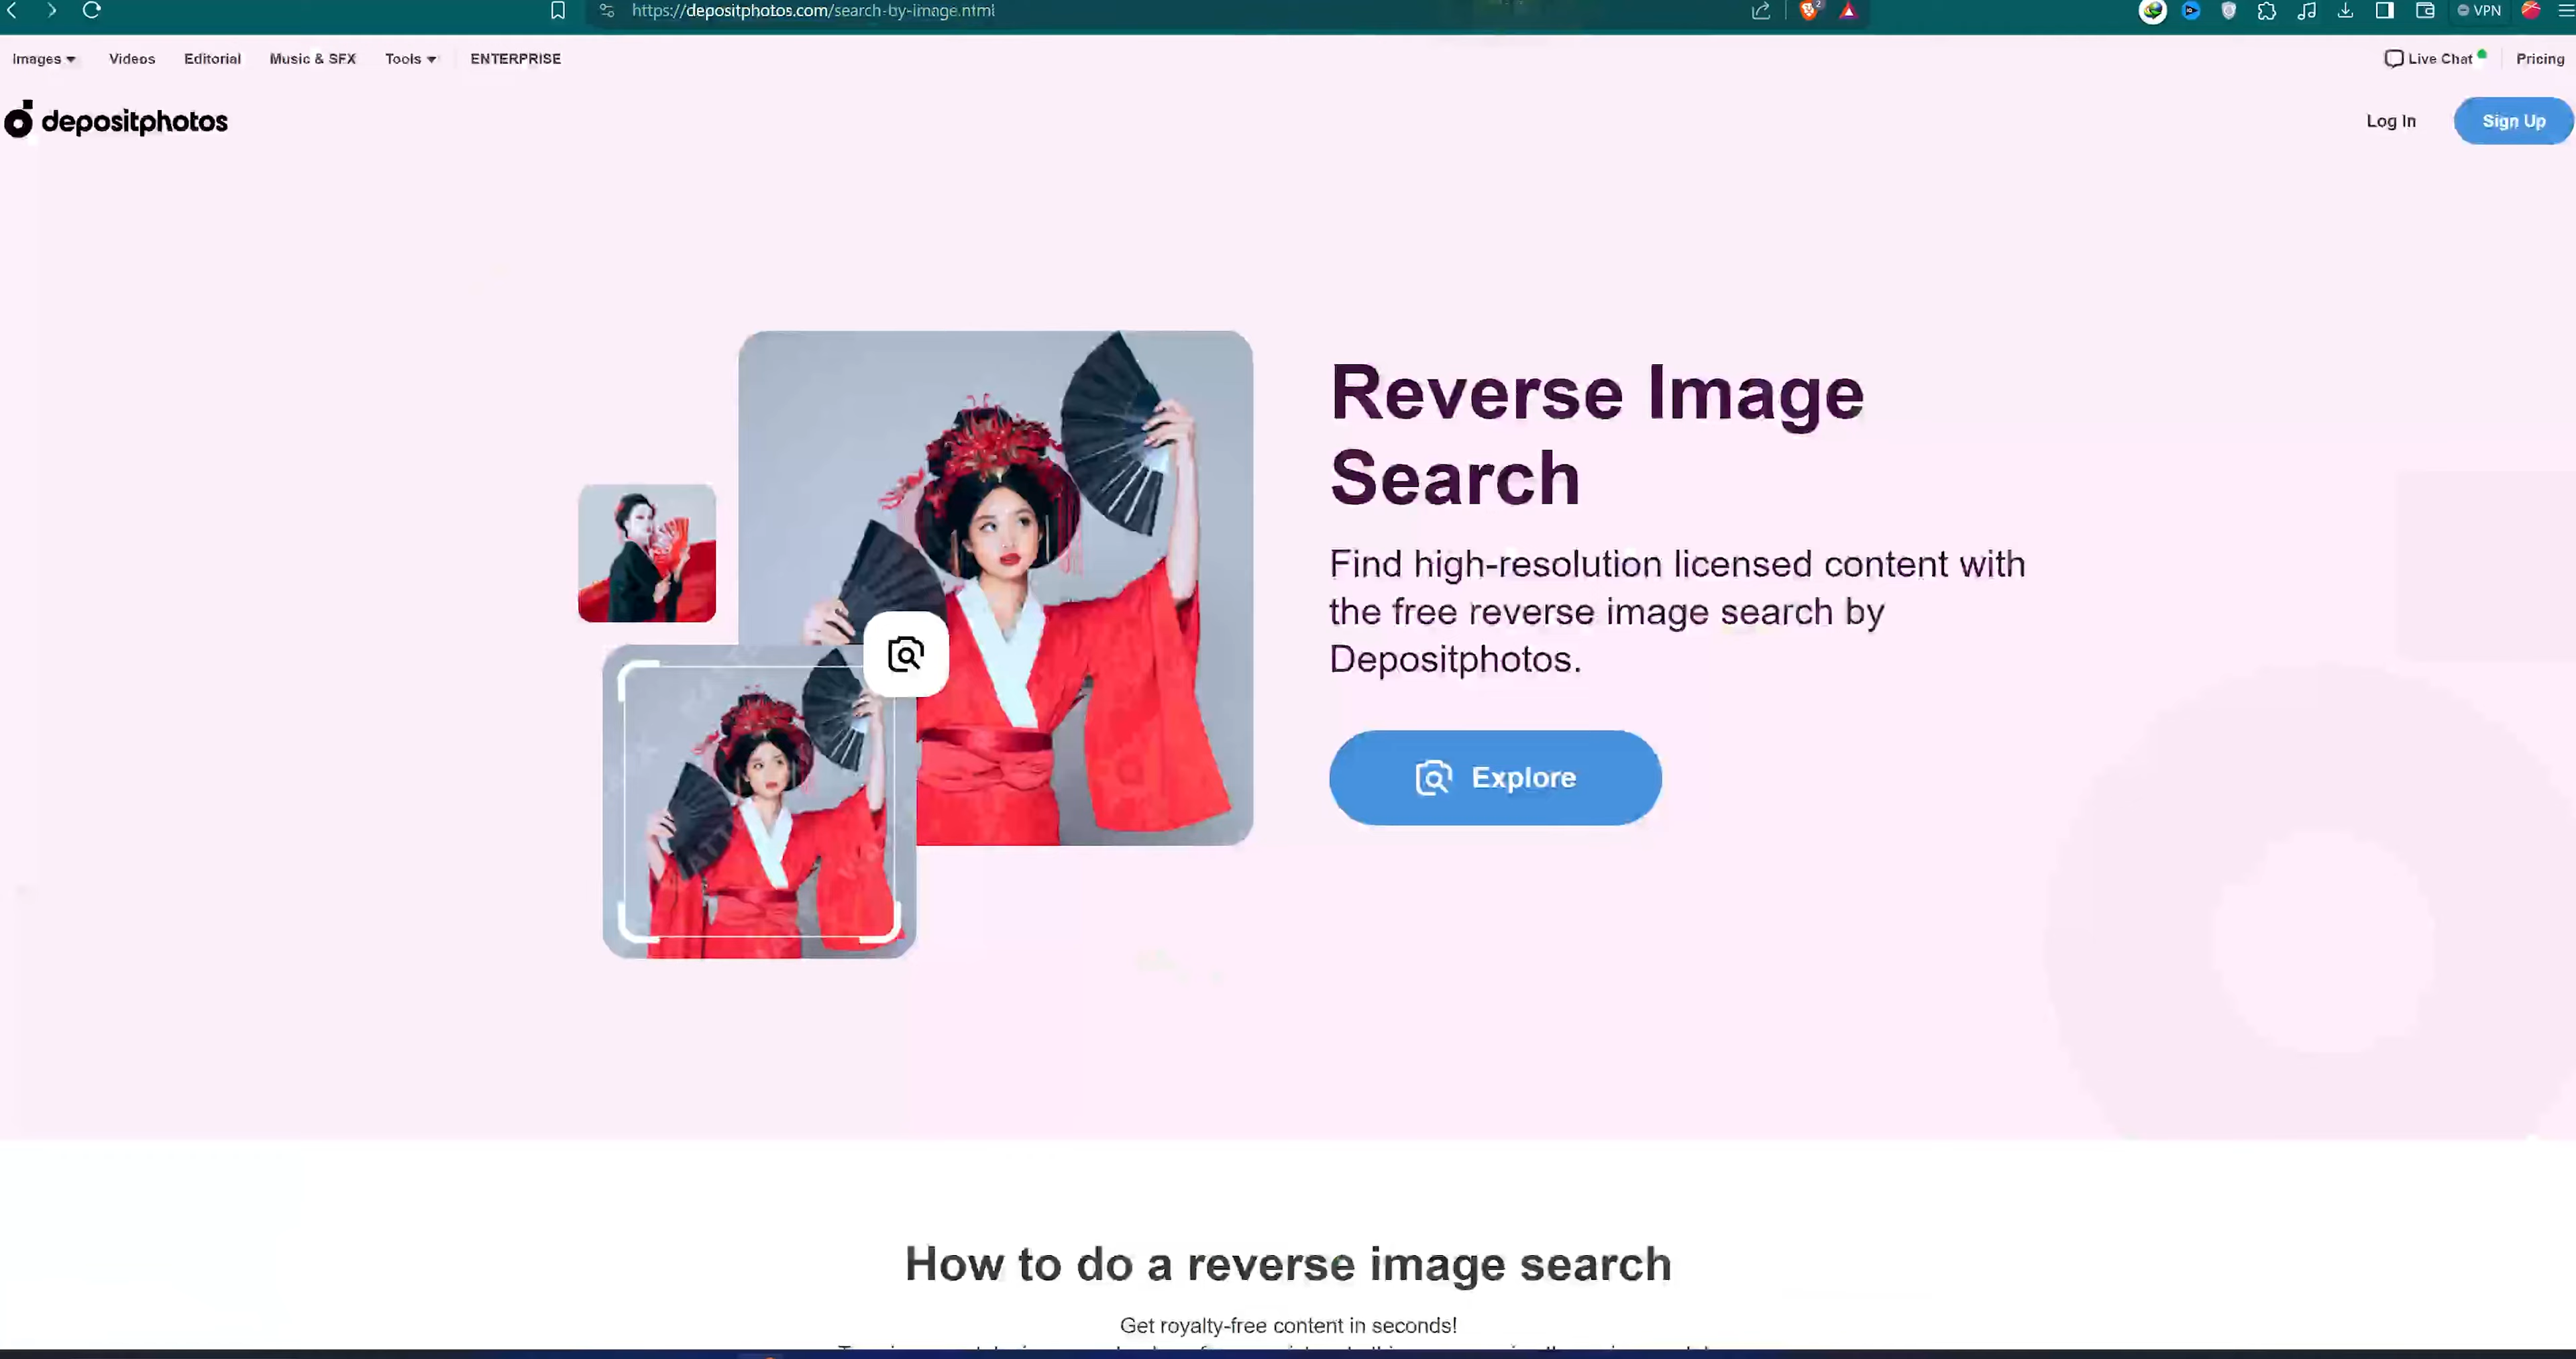 https://depositphotos.com/search-by-image.html
VPN
Images Videos Editorial Music & SFX Tools ENTERPRISE
Live Chat Pricing
depositphotos
Log In Sign Up
Reverse Image
Search
Find high-resolution licensed content with
the free reverse image search by
Depositphotos.
Explore
How to do a reverse image search
Get royalty-free content in seconds!